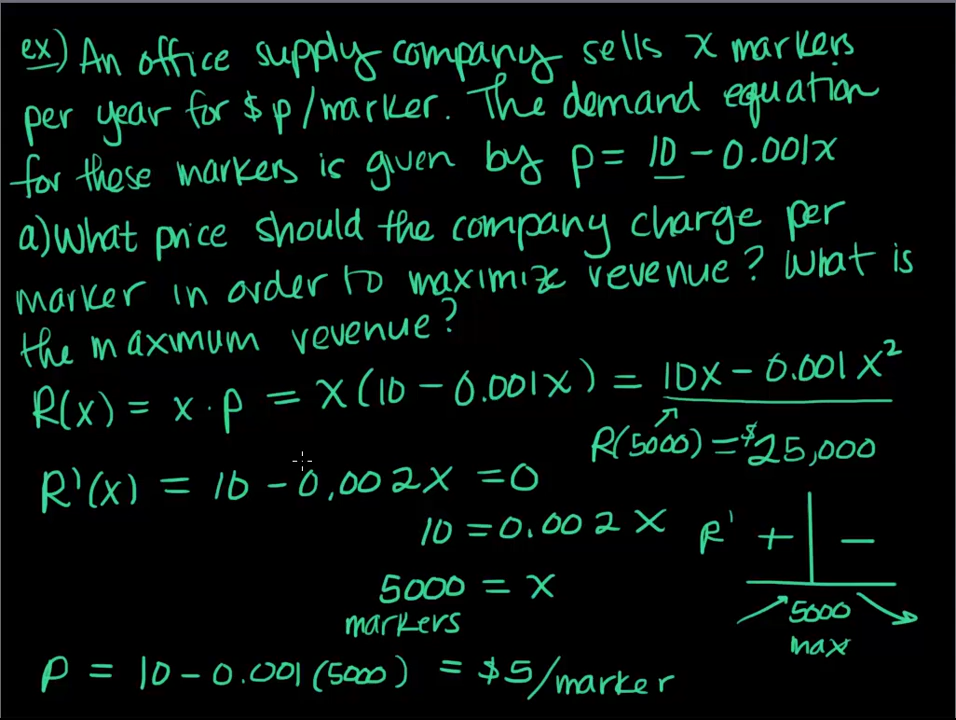 ex) An office supply company sells x markers
per year for $p/marker. The demand equation
for these markers is given by p = 10 - 0.001x
a) What price should the company charge per
marker in order to maximize revenue? What is
the maximum revenue?
R(x) = x · p = x(10 - 0.001x) = 10x - 0.001x²
R(5000) = $25,000
R'(x) = 10 - 0.002x = 0
10 = 0.002x
R' + -
5000 = x
markers
5000
max
P = 10 - 0.001(5000) = $5/marker